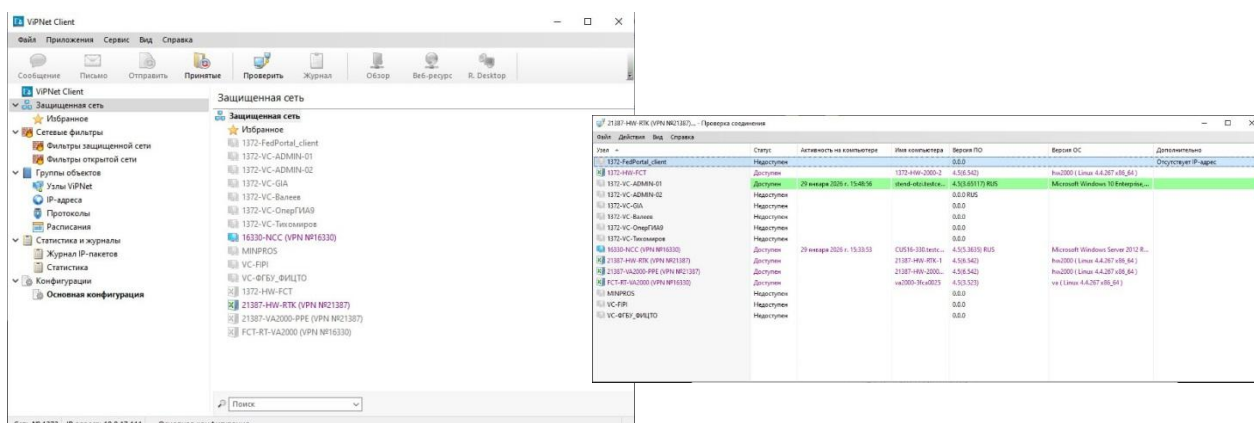 ViPNet Client
Файл Приложения Сервис Вид Справка
Сообщение Письмо Отправить Принятые Проверить Журнал Обзор Веб-ресурс R. Desktop
ViPNet Client
Защищенная сеть
Избранное
Сетевые фильтры
Фильтры защищенной сети
Фильтры открытой сети
Группы объектов
Узлы ViPNet
IP-адреса
Протоколы
Расписания
Статистика и журналы
Журнал IP-пакетов
Статистика
Конфигурации
Основная конфигурация
Защищенная сеть
Защищенная сеть
Избранное
1372-FedPortal_client
1372-VC-ADMIN-01
1372-VC-ADMIN-02
1372-VC-GIA
1372-VC-Валеев
1372-VC-ОперГИА9
1372-VC-Тихомиров
16330-NCC (VPN №16330)
MINPROS
VC-FIPI
VC-ФГБУ_ФИЦТО
1372-HW-FCT
21387-HW-RTK (VPN №21387)
21387-VA2000-PPE (VPN №21387)
FCT-RT-VA2000 (VPN №16330)
Поиск
21387-HW-RTK (VPN №21387)... - Проверка соединения
Файл Действия Вид Справка
Узел Статус Активность на компьютере Имя компьютера Версия ПО Версия ОС Дополнительно
1372-FedPortal_client Недоступен 0.0.0 Отсутствует IP-адрес
1372-HW-FCT Доступен 1372-HW-2000-2 4.5(6.542) hw2000 ( Linux 4.4.267 x86_64 )
1372-VC-ADMIN-01 Доступен 29 января 2026 г. 15:48:56 4.5(3.65117) RUS Microsoft Windows 10 Enterprise,...
1372-VC-ADMIN-02 Недоступен 0.0.0 RUS
1372-VC-GIA Недоступен 0.0.0
1372-VC-Валеев Недоступен 0.0.0
1372-VC-ОперГИА9 Недоступен 0.0.0
1372-VC-Тихомиров Недоступен 0.0.0
16330-NCC (VPN №16330) Доступен 29 января 2026 г. 15:33:53 4.5(5.3635) RUS Microsoft Windows Server 2012 R...
21387-HW-RTK (VPN №21387) Доступен 21387-HW-RTK-1 4.5(6.542) hw2000 ( Linux 4.4.267 x86_64 )
21387-VA2000-PPE (VPN №21387) Доступен 21387-HW-2000... 4.5(6.542) hw2000 ( Linux 4.4.267 x86_64 )
FCT-RT-VA2000 (VPN №16330) Доступен va2000-3fce0025 4.5(3.523) va ( Linux 4.4.267 x86_64 )
MINPROS Недоступен 0.0.0
VC-FIPI Недоступен 0.0.0
VC-ФГБУ_ФИЦТО Недоступен 0.0.0